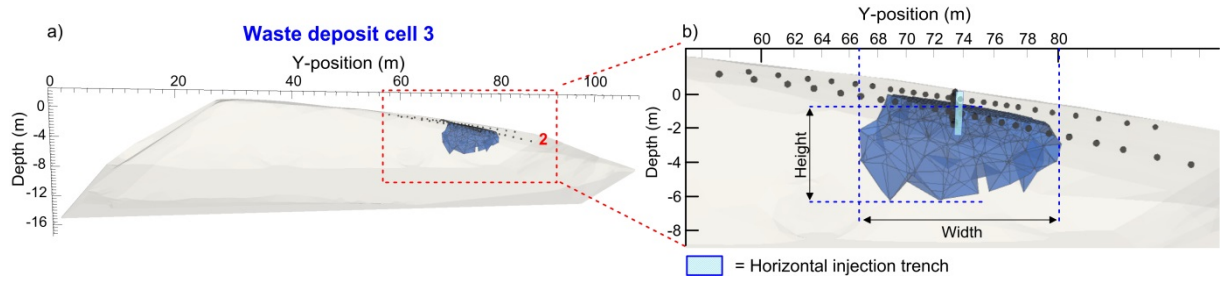 a)
Waste deposit cell 3
Y-position (m)
0 20 40 60 80 100
Depth (m)
0
-4
-8
-12
-16
2
b)
Y-position (m)
60 62 64 66 68 70 72 74 76 78 80
Depth (m)
0
-2
-4
-6
-8
Height
Width
= Horizontal injection trench